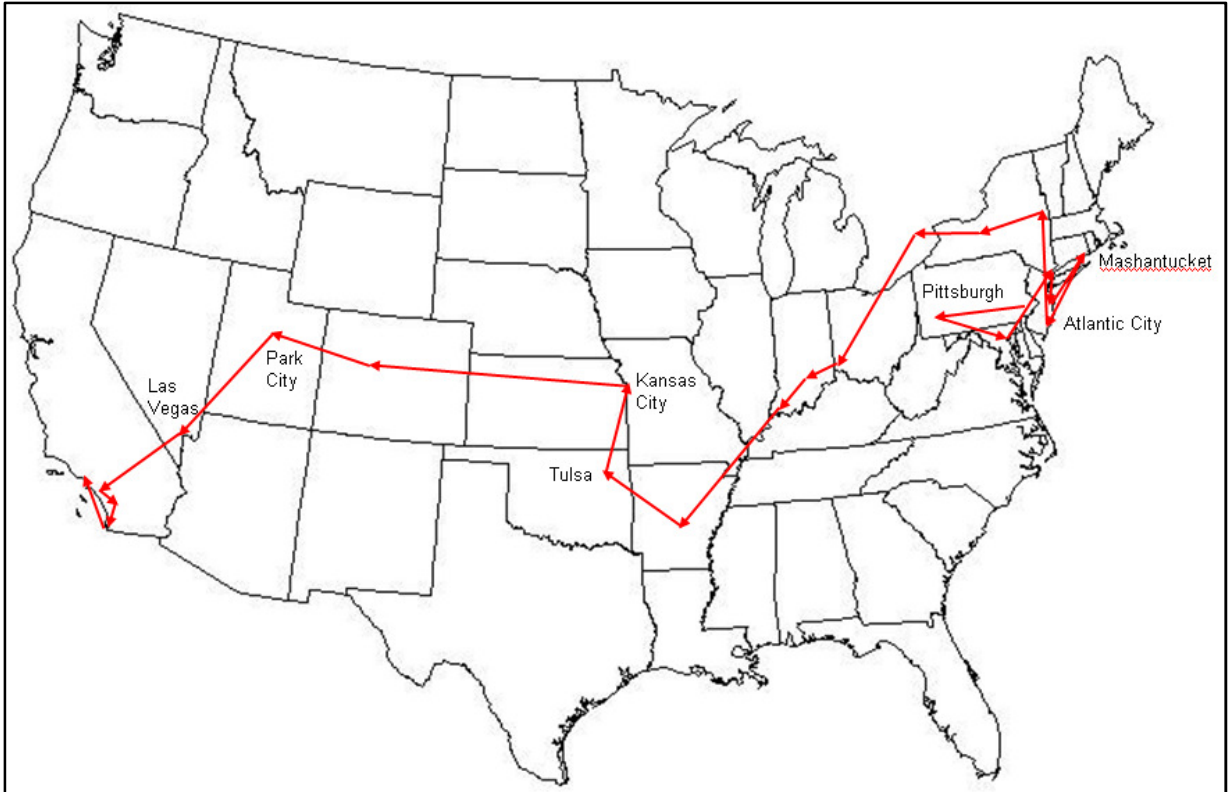 Mashantucket
Pittsburgh
Atlantic City
Park
City
Las
Vegas
Kansas
City
Tulsa